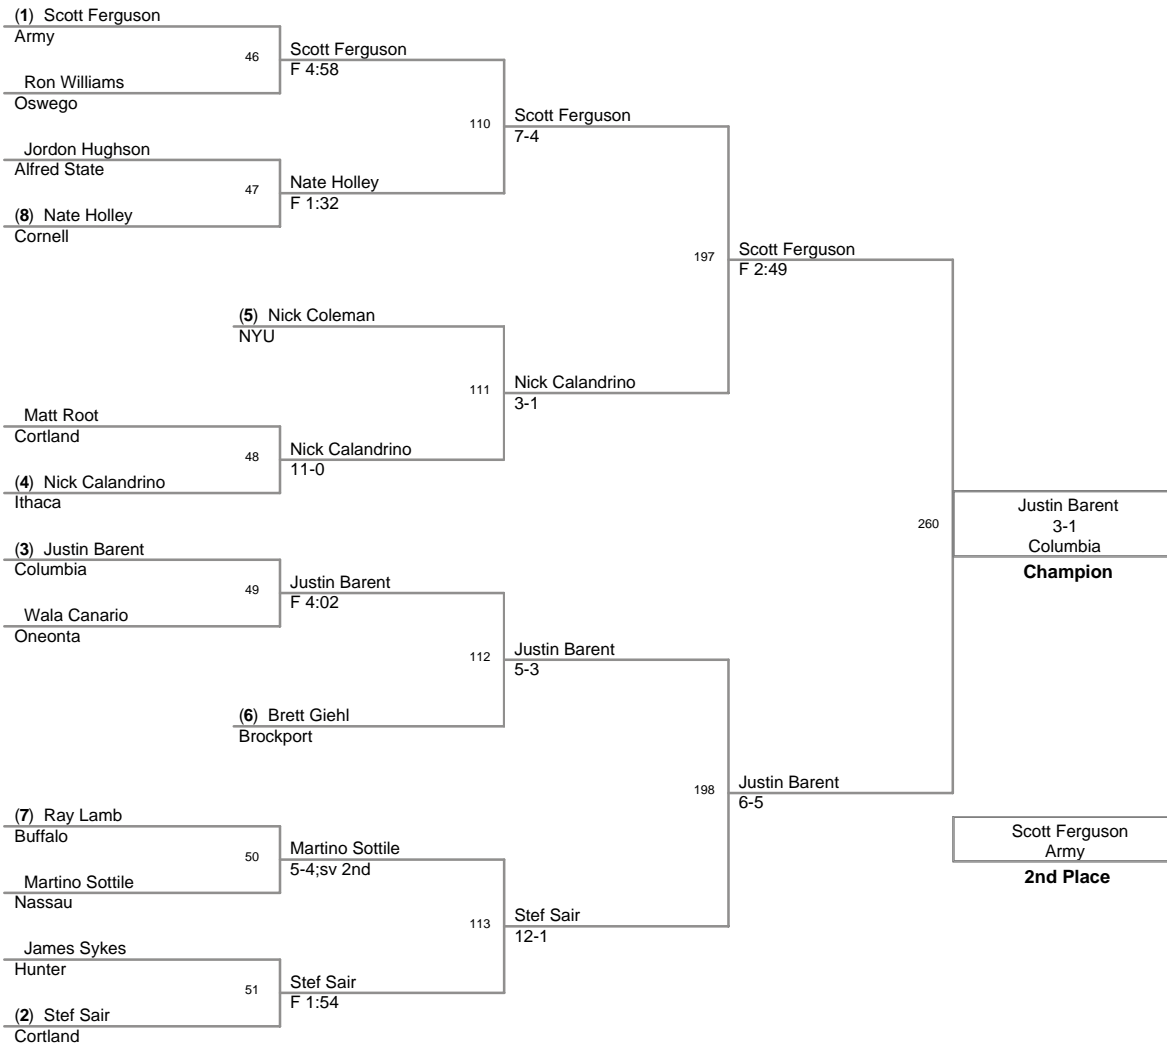 (1) Scott Ferguson
Army
46
Scott Ferguson
F 4:58
Ron Williams
Oswego
110
Scott Ferguson
7-4
Jordon Hughson
Alfred State
47
Nate Holley
F 1:32
(8) Nate Holley
Cornell
197
Scott Ferguson
F 2:49
(5) Nick Coleman
NYU
111
Nick Calandrino
3-1
Matt Root
Cortland
48
Nick Calandrino
11-0
(4) Nick Calandrino
Ithaca
260
Justin Barent
3-1
Columbia
Champion
(3) Justin Barent
Columbia
49
Justin Barent
F 4:02
Wala Canario
Oneonta
112
Justin Barent
5-3
(6) Brett Giehl
Brockport
198
Justin Barent
6-5
(7) Ray Lamb
Buffalo
50
Martino Sottile
5-4;sv 2nd
Martino Sottile
Nassau
Scott Ferguson
Army
2nd Place
113
Stef Sair
12-1
James Sykes
Hunter
51
Stef Sair
F 1:54
(2) Stef Sair
Cortland